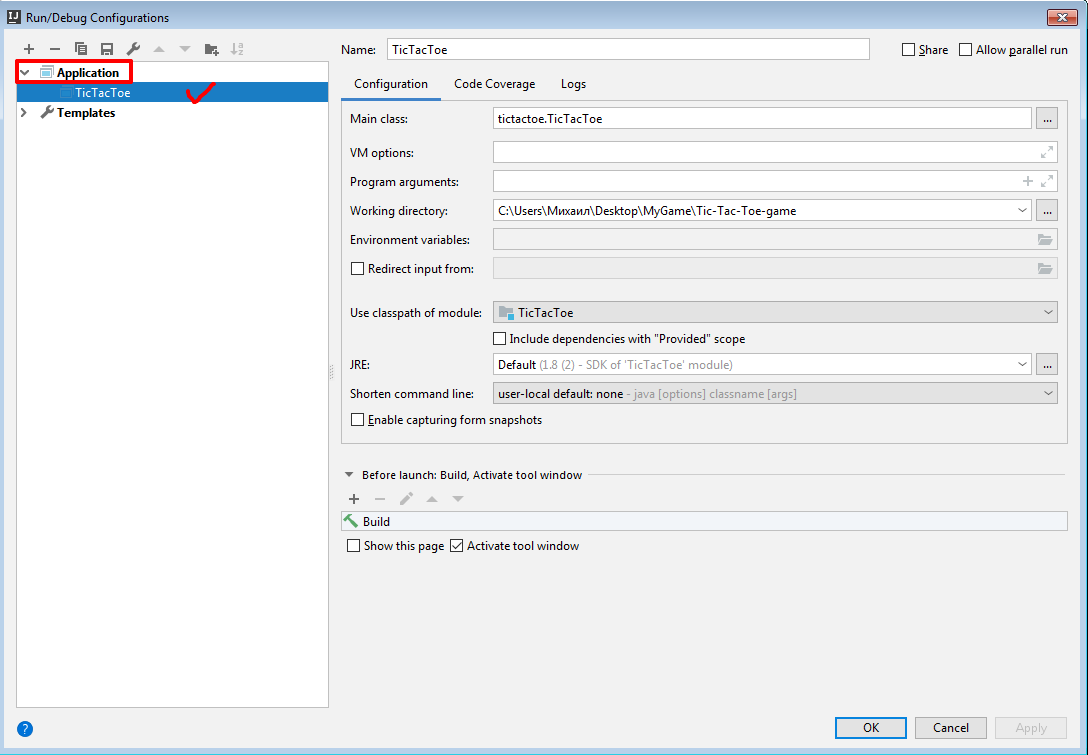 Run/Debug Configurations
Name: TicTacToe Share Allow parallel run
Application
TicTacToe
Templates
Configuration Code Coverage Logs
Main class: tictactoe.TicTacToe ...
VM options:
Program arguments:
Working directory: C:\Users\Михаил\Desktop\MyGame\Tic-Tac-Toe-game ...
Environment variables:
Redirect input from:
Use classpath of module: TicTacToe
Include dependencies with "Provided" scope
JRE: Default (1.8 (2) - SDK of 'TicTacToe' module) ...
Shorten command line: user-local default: none - java [options] classname [args]
Enable capturing form snapshots
Before launch: Build, Activate tool window
Build
Show this page Activate tool window
? OK Cancel Apply